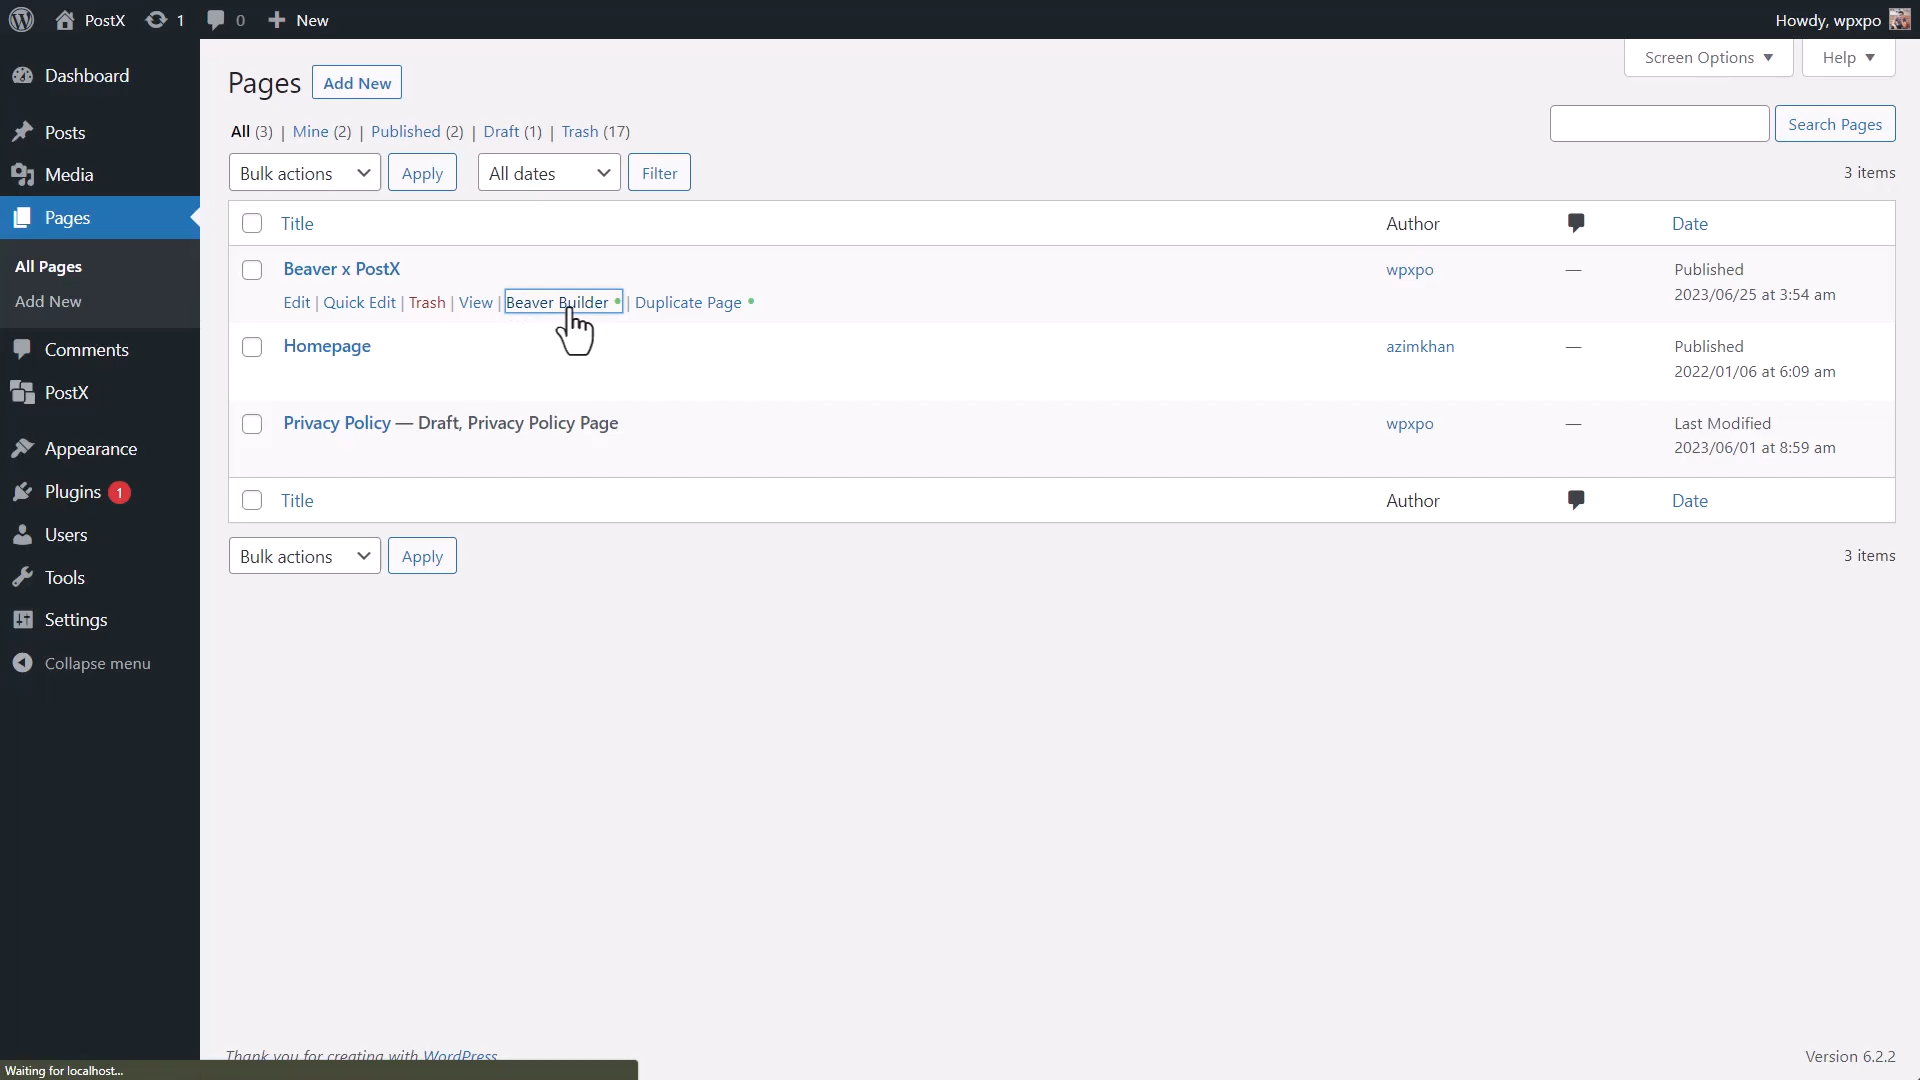 PostX 1 0 New Howdy, wpxpo
Screen Options Help
Dashboard
Posts
Media
Pages
All Pages
Add New
Comments
PostX
Appearance
Plugins 1
Users
Tools
Settings
Collapse menu
Pages Add New
All (3) | Mine (2) | Published (2) | Draft (1) | Trash (17)
Search Pages
Bulk actions Apply All dates Filter 3 items
Title Author Date
Beaver x PostX wpxpo — Published
2023/06/25 at 3:54 am
Edit | Quick Edit | Trash | View | Beaver Builder • | Duplicate Page •
Homepage azimkhan — Published
2022/01/06 at 6:09 am
Privacy Policy — Draft, Privacy Policy Page wpxpo — Last Modified
2023/06/01 at 8:59 am
Title Author Date
Bulk actions Apply 3 items
Thank you for creating with WordPress Version 6.2.2
Waiting for localhost...